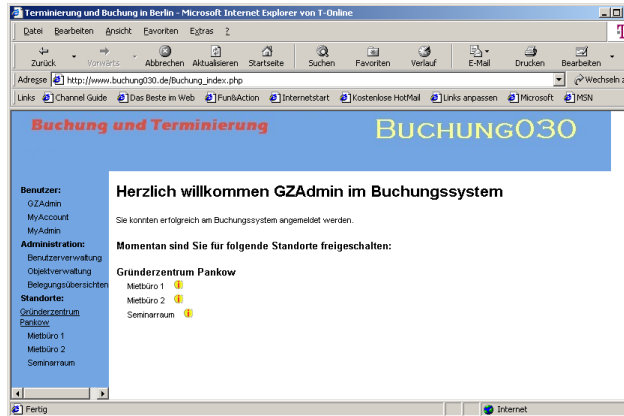 Terminierung und Buchung in Berlin - Microsoft Internet Explorer von T-Online
Datei Bearbeiten Ansicht Favoriten Extras ?
Zurück Vorwärts Abbrechen Aktualisieren Startseite Suchen Favoriten Verlauf E-Mail Drucken Bearbeiten
Adresse http://www.buchung030.de/Buchung_index.php Wechseln z
Links Channel Guide Das Beste im Web Fun&Action Internetstart Kostenlose HotMail Links anpassen Microsoft MSN
Buchung und Terminierung BUCHUNG030
Benutzer:
GZAdmin
MyAccount
MyAdmin
Administration:
Benutzerverwaltung
Objektverwaltung
Belegungsübersichten
Standorte:
Gründerzentrum
Pankow
Mietbüro 1
Mietbüro 2
Seminarraum
Herzlich willkommen GZAdmin im Buchungssystem
Sie konnten erfolgreich am Buchungssystem angemeldet werden.
Momentan sind Sie für folgende Standorte freigeschalten:
Gründerzentrum Pankow
Mietbüro 1 i
Mietbüro 2 i
Seminarraum i
Fertig Internet